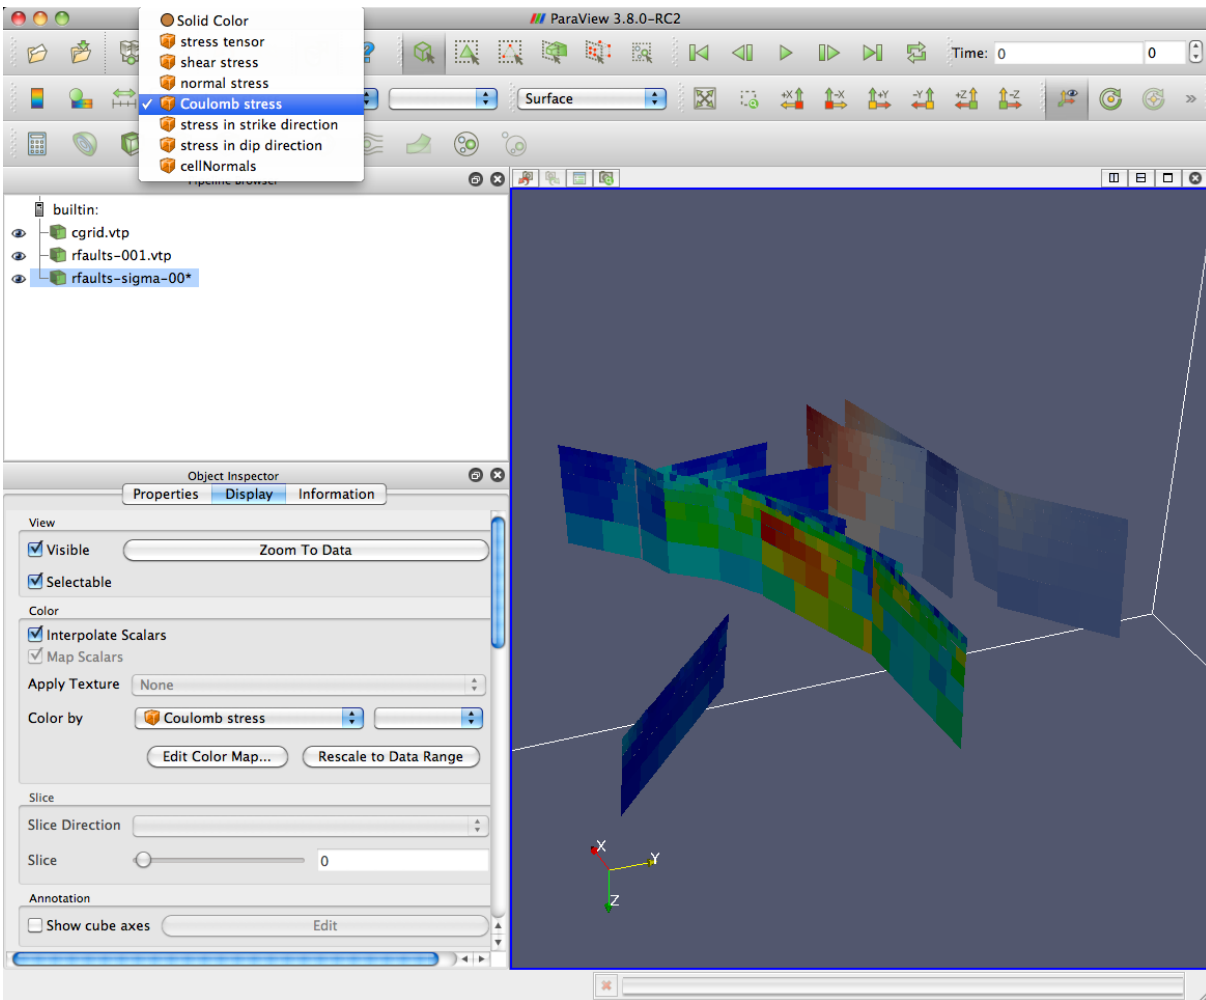 ParaView 3.8.0-RC2
Solid Color
stress tensor
shear stress
normal stress
Coulomb stress
stress in strike direction
stress in dip direction
cellNormals
Time: 0 0
Surface
+X -X +Y -Y +Z -Z
»
builtin:
cgrid.vtp
rfaults-001.vtp
rfaults-sigma-00*
Object Inspector
Properties Display Information
View
Visible Zoom To Data
Selectable
Color
Interpolate Scalars
Map Scalars
Apply Texture None
Color by Coulomb stress
Edit Color Map... Rescale to Data Range
Slice
Slice Direction
Slice 0
Annotation
Show cube axes Edit
X
Y
Z